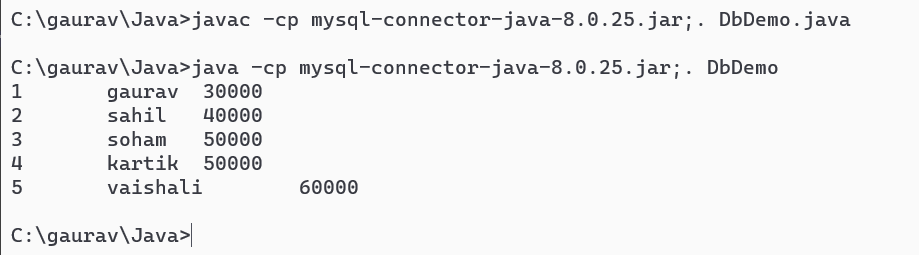 C:\gaurav\Java>javac -cp mysql-connector-java-8.0.25.jar;. DbDemo.java
C:\gaurav\Java>java -cp mysql-connector-java-8.0.25.jar;. DbDemo
1 gaurav 30000
2 sahil 40000
3 soham 50000
4 kartik 50000
5 vaishali 60000
C:\gaurav\Java>